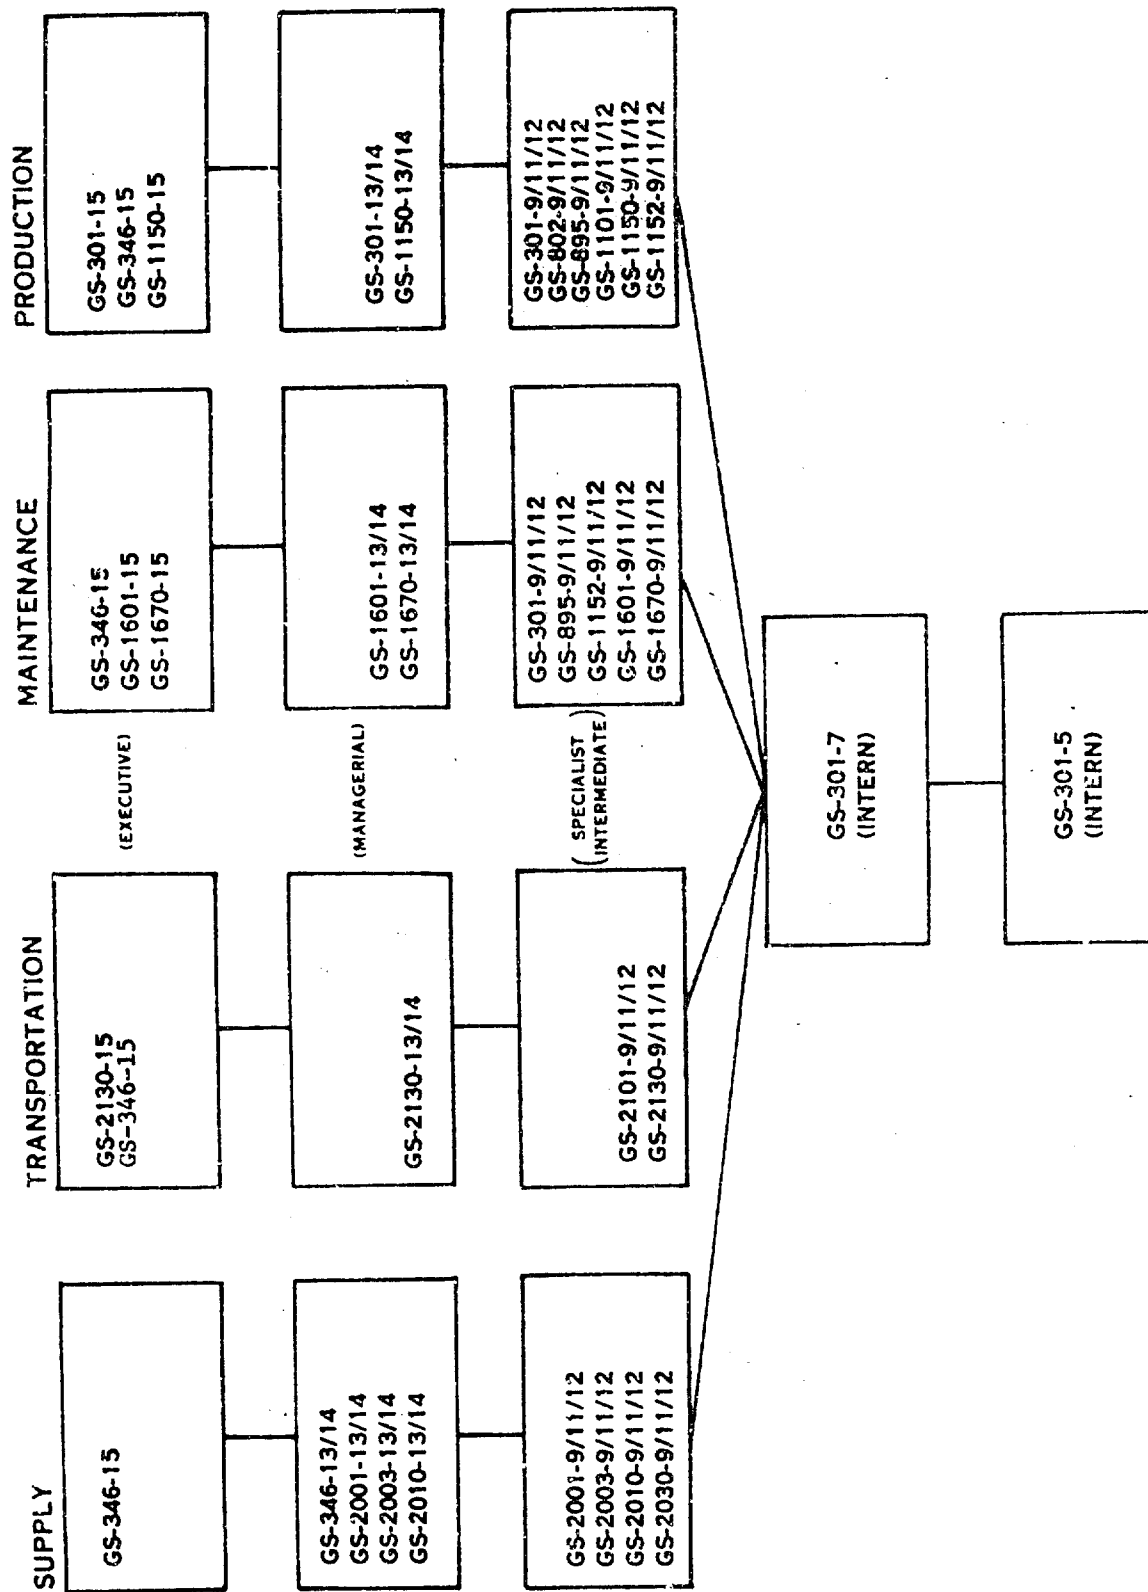 SUPPLY
TRANSPORTATION
MAINTENANCE
PRODUCTION
GS-346-15
GS-2130-15
GS-346-15
(EXECUTIVE)
GS-346-15
GS-1601-15
GS-1670-15
GS-301-15
GS-346-15
GS-1150-15
GS-346-13/14
GS-2001-13/14
GS-2003-13/14
GS-2010-13/14
GS-2130-13/14
(MANAGERIAL)
GS-1601-13/14
GS-1670-13/14
GS-301-13/14
GS-1150-13/14
GS-2001-9/11/12
GS-2003-9/11/12
GS-2010-9/11/12
GS-2030-9/11/12
GS-2101-9/11/12
GS-2130-9/11/12
(SPECIALIST
INTERMEDIATE)
GS-301-9/11/12
GS-895-9/11/12
GS-1152-9/11/12
GS-1601-9/11/12
GS-1670-9/11/12
GS-301-9/11/12
GS-802-9/11/12
GS-895-9/11/12
GS-1101-9/11/12
GS-1150-9/11/12
GS-1152-9/11/12
GS-301-7
(INTERN)
GS-301-5
(INTERN)